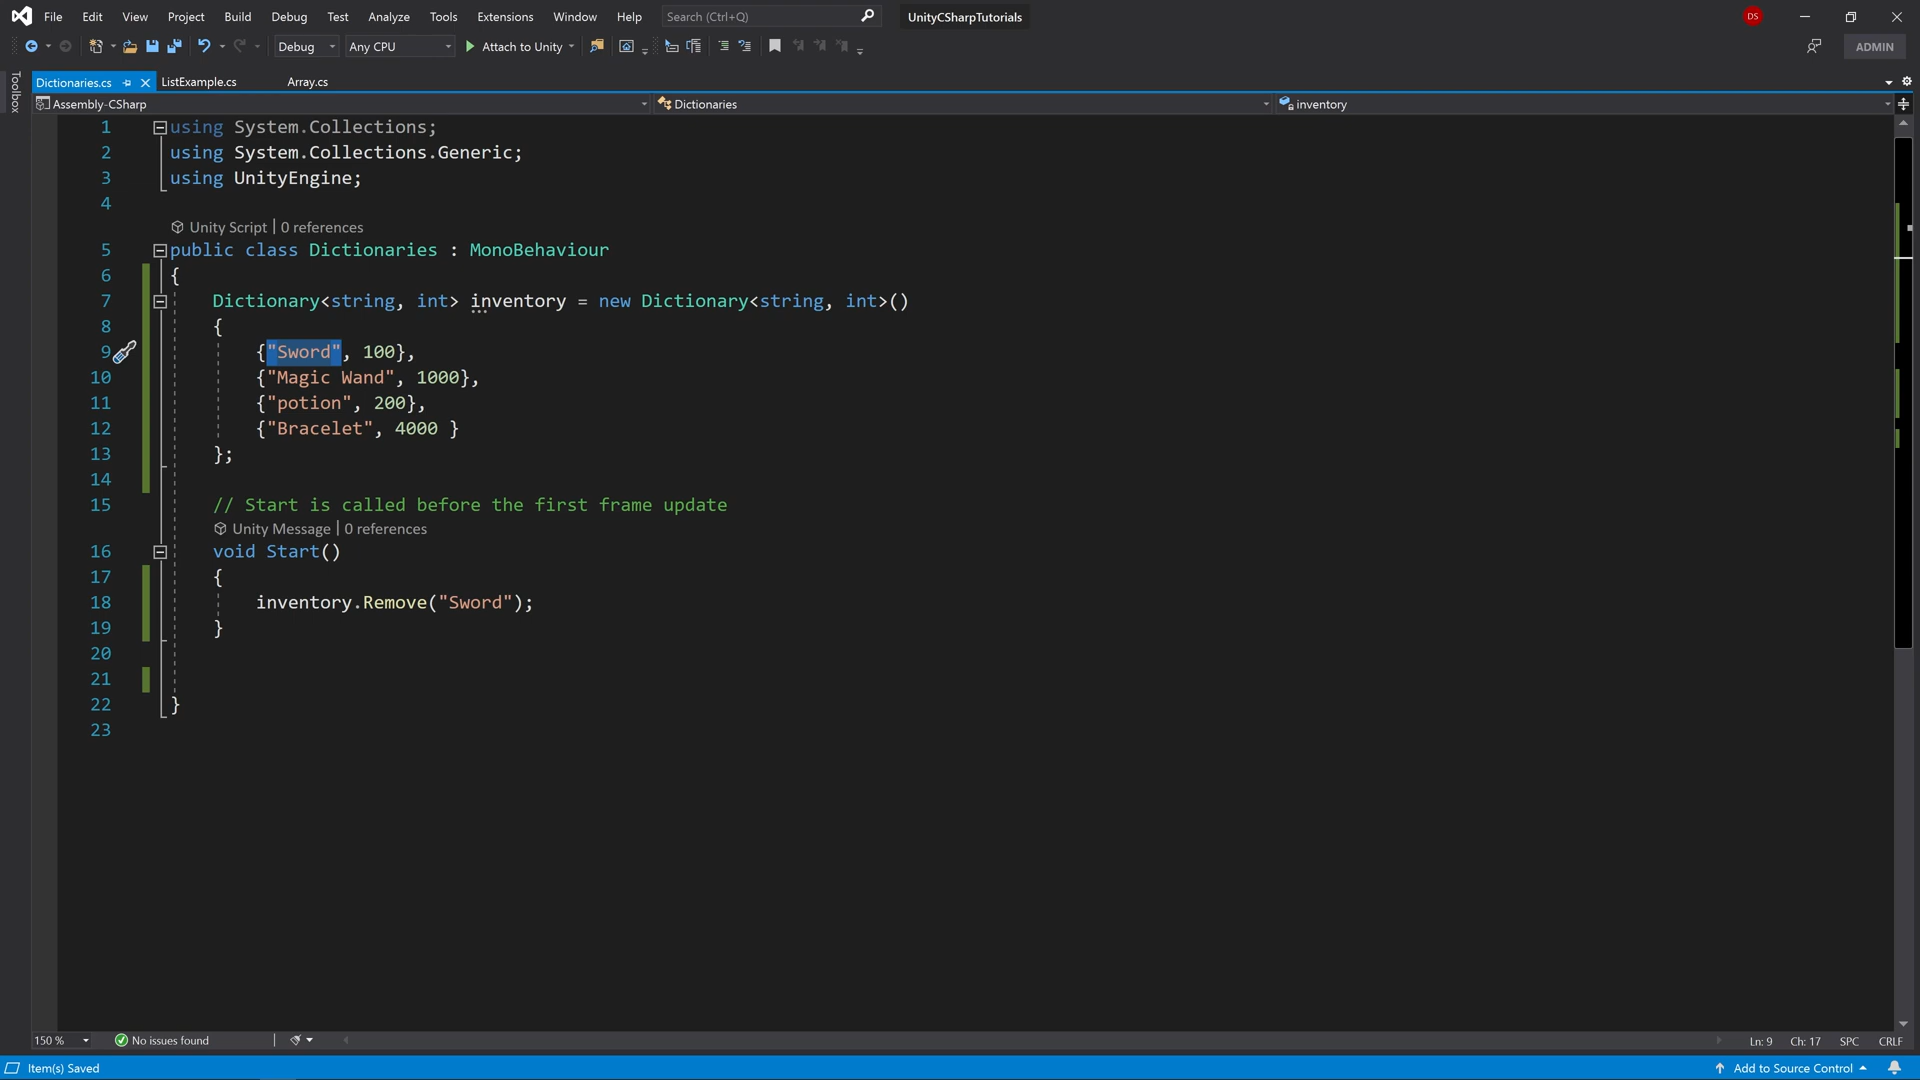 File Edit View Project Build Debug Test Analyze Tools Extensions Window Help Search (Ctrl+Q) UnityCSharpTutorials DS
Debug Any CPU Attach to Unity ADMIN
Toolbox
Dictionaries.cs ListExample.cs Array.cs
Assembly-CSharp Dictionaries inventory
1 using System.Collections;
2 using System.Collections.Generic;
3 using UnityEngine;
4
Unity Script | 0 references
5 public class Dictionaries : MonoBehaviour
6 {
7 Dictionary<string, int> inventory = new Dictionary<string, int>()
8 {
9 {"Sword", 100},
10 {"Magic Wand", 1000},
11 {"potion", 200},
12 {"Bracelet", 4000 }
13 };
14
15 // Start is called before the first frame update
Unity Message | 0 references
16 void Start()
17 {
18 inventory.Remove("Sword");
19 }
20
21
22 }
23
150 % No issues found Ln: 9 Ch: 17 SPC CRLF
Item(s) Saved Add to Source Control